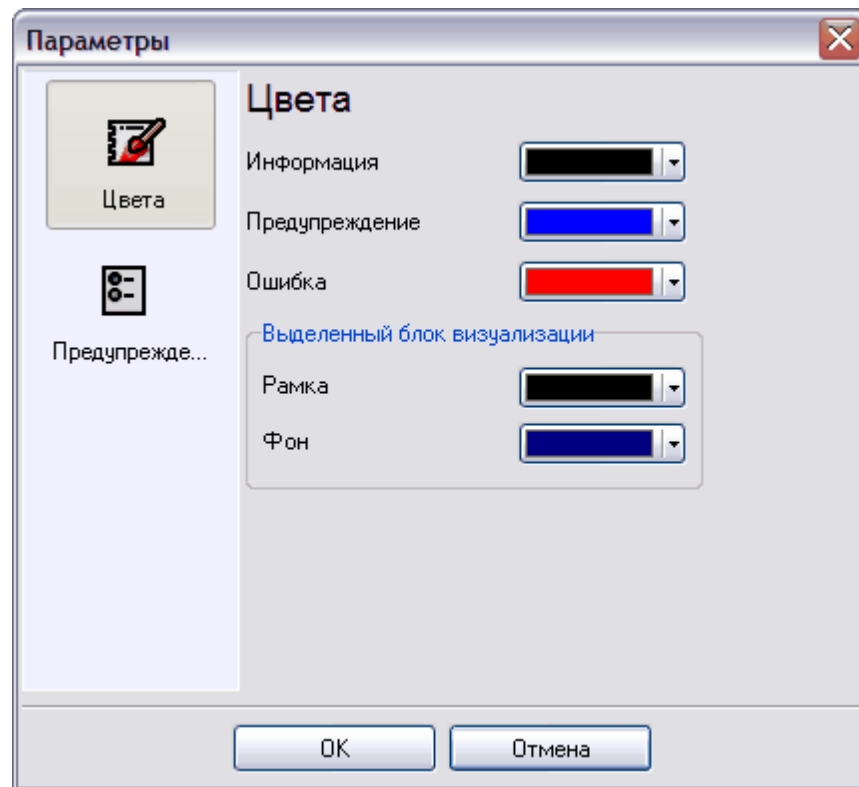 Параметры
Цвета
Предупрежде...
Цвета
Информация
Предупреждение
Ошибка
Выделенный блок визуализации
Рамка
Фон
OK
Отмена